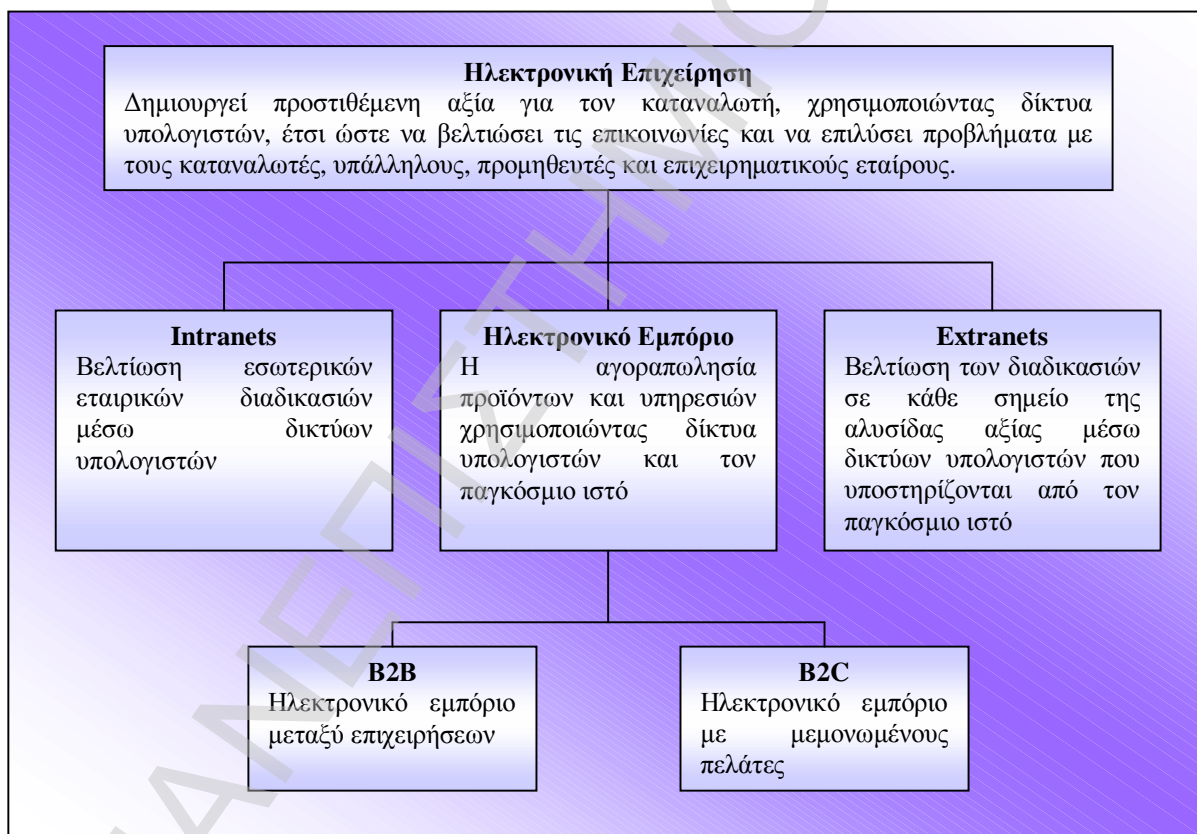 Ηλεκτρονική Επιχείρηση
Δημιουργεί προστιθέμενη αξία για τον καταναλωτή, χρησιμοποιώντας δίκτυα
υπολογιστών, έτσι ώστε να βελτιώσει τις επικοινωνίες και να επιλύσει προβλήματα με
τους καταναλωτές, υπάλληλους, προμηθευτές και επιχειρηματικούς εταίρους.
Intranets
Βελτίωση εσωτερικών
εταιρικών διαδικασιών
μέσω δικτύων
υπολογιστών
Ηλεκτρονικό Εμπόριο
Η αγοραπωλησία
προϊόντων και υπηρεσιών
χρησιμοποιώντας δίκτυα
υπολογιστών και τον
παγκόσμιο ιστό
Extranets
Βελτίωση των διαδικασιών
σε κάθε σημείο της
αλυσίδας αξίας μέσω
δικτύων υπολογιστών που
υποστηρίζονται από τον
παγκόσμιο ιστό
B2B
Ηλεκτρονικό εμπόριο
μεταξύ επιχειρήσεων
B2C
Ηλεκτρονικό εμπόριο
με μεμονωμένους
πελάτες
ΠΑΝΕΠΙΣΤΗΜΙΟ